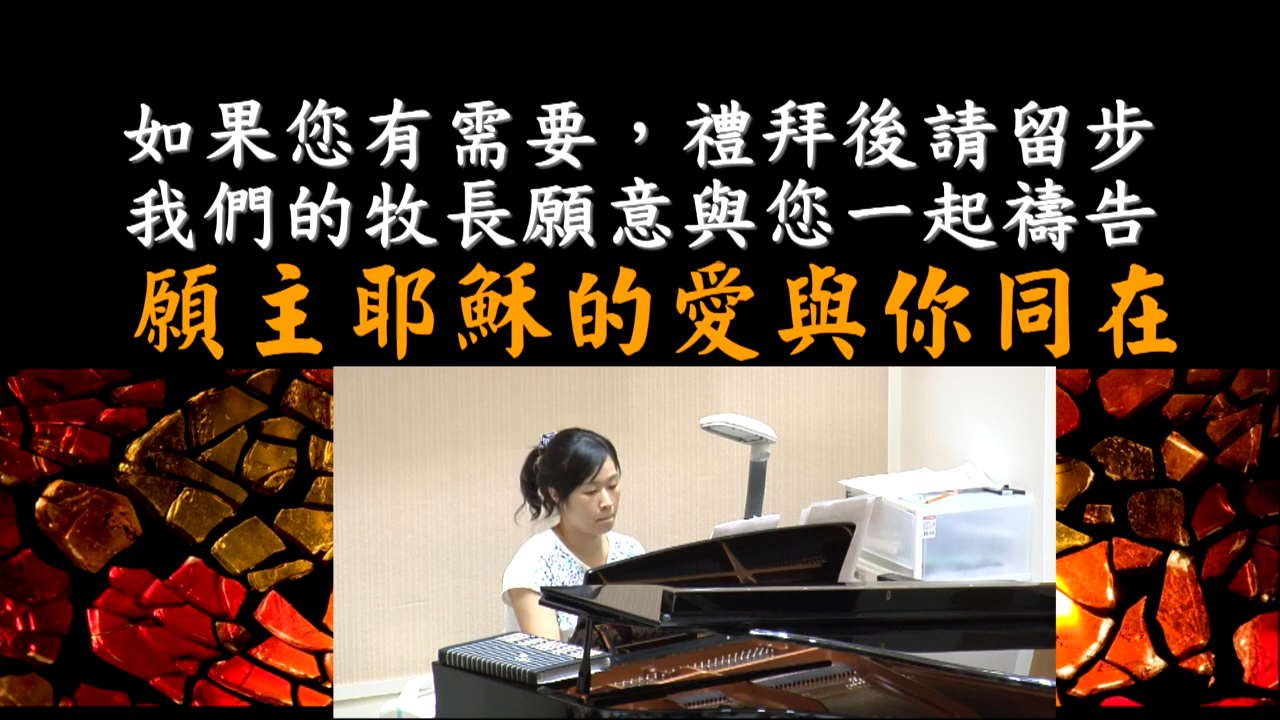 如果您有需要，禮拜後請留步
我們的牧長願意與您一起禱告
願主耶穌的愛與你同在